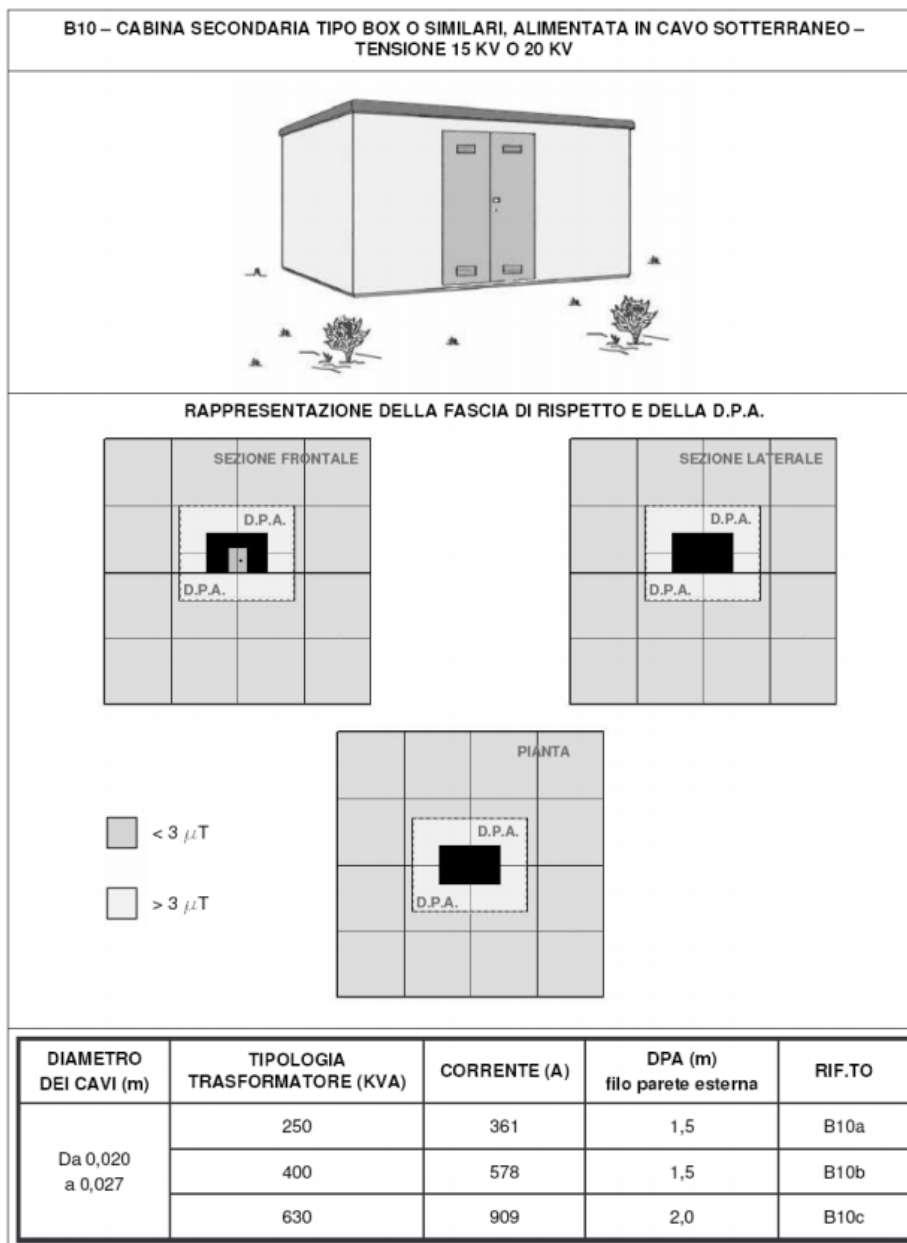 B10 – CABINA SECONDARIA TIPO BOX O SIMILARI, ALIMENTATA IN CAVO SOTTERRANEO –
TENSIONE 15 KV O 20 KV
RAPPRESENTAZIONE DELLA FASCIA DI RISPETTO E DELLA D.P.A.
SEZIONE FRONTALE
D.P.A.
D.P.A.
SEZIONE LATERALE
D.P.A.
D.P.A.
PIANTA
D.P.A.
D.P.A.
< 3 μT
> 3 μT
DIAMETRO
DEI CAVI (m)
TIPOLOGIA
TRASFORMATORE (KVA)
CORRENTE (A)
DPA (m)
filo parete esterna
RIF.TO
Da 0,020
a 0,027
250
361
1,5
B10a
400
578
1,5
B10b
630
909
2,0
B10c